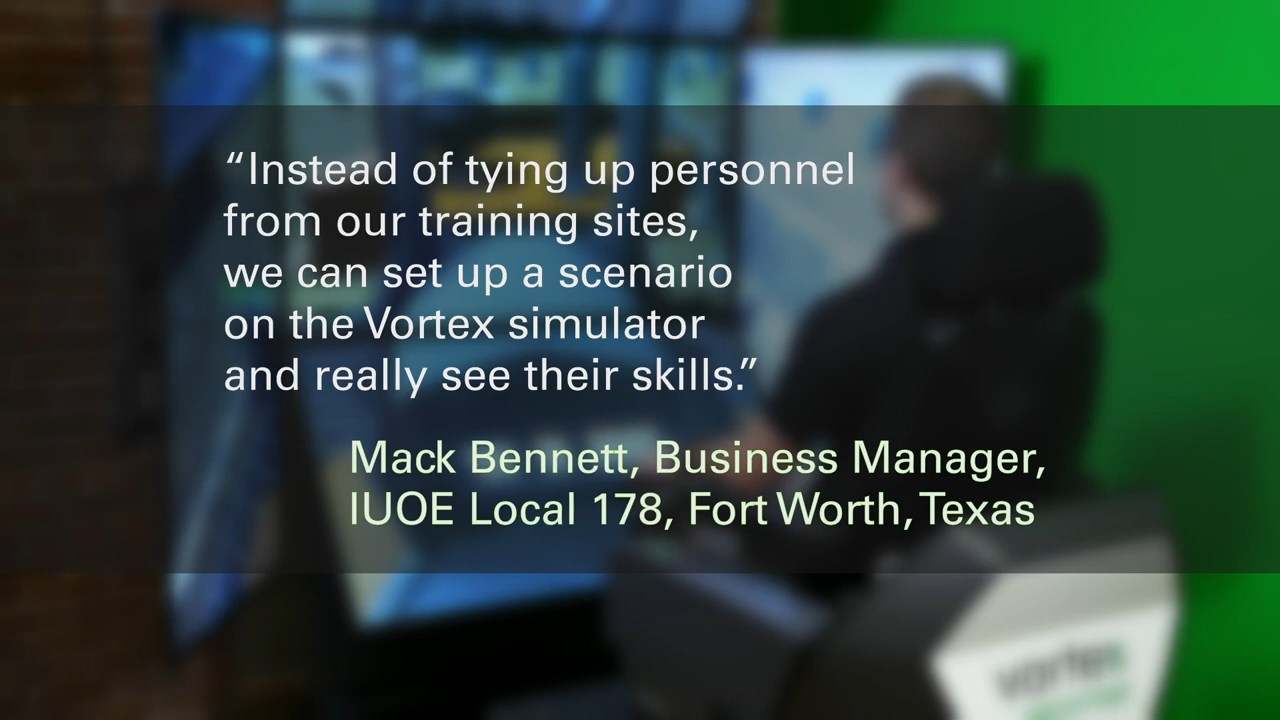 “Instead of tying up personnel
from our training sites,
we can set up a scenario
on the Vortex simulator
and really see their skills.”
Mack Bennett, Business Manager,
IUOE Local 178, Fort Worth, Texas
vortex